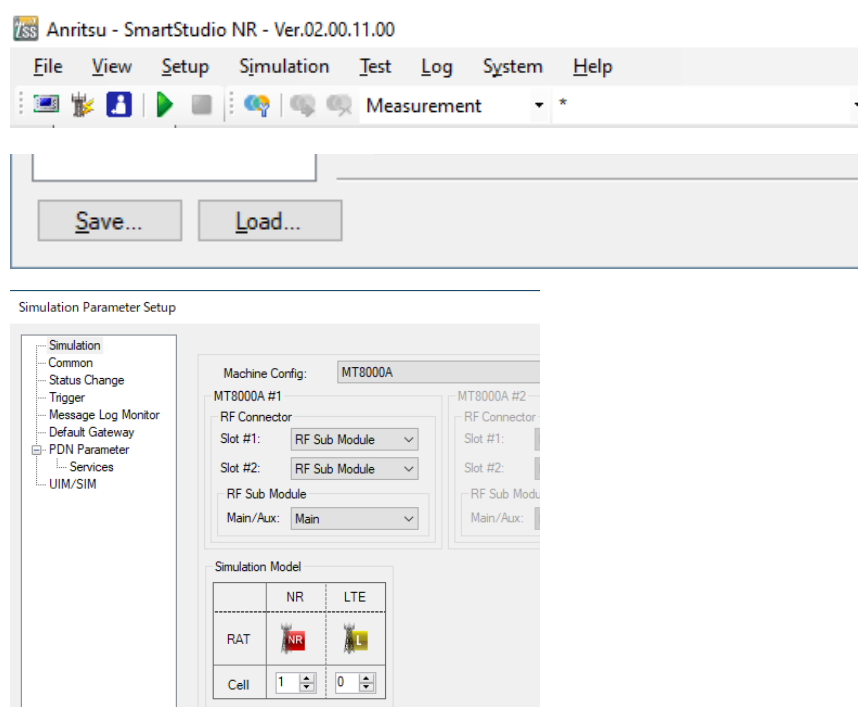 Anritsu - SmartStudio NR - Ver.02.00.11.00
File View Setup Simulation Test Log System Help
Measurement *
Save... Load...
Simulation Parameter Setup
Simulation
Common
Status Change
Trigger
Message Log Monitor
Default Gateway
PDN Parameter
Services
UIM/SIM
Machine Config: MT8000A
MT8000A #1 MT8000A #2
RF Connector RF Connector
Slot #1: RF Sub Module Slot #1:
Slot #2: RF Sub Module Slot #2:
RF Sub Module RF Sub Modu
Main/Aux: Main Main/Aux:
Simulation Model
NR LTE
RAT NR L
Cell 1 0